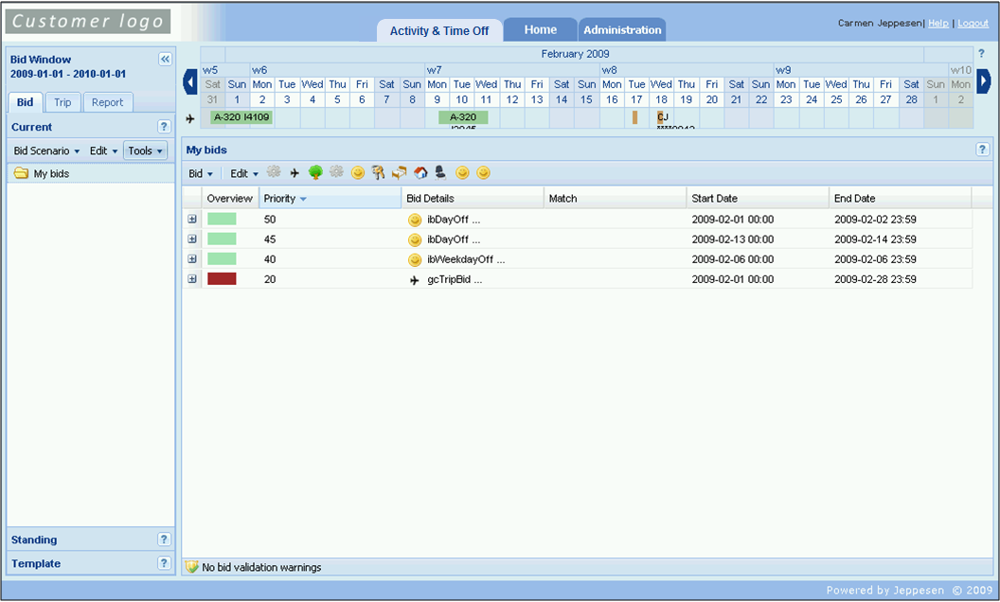 Customer logo
Activity & Time Off
Home
Administration
Carmen Jeppesen| Help | Logout
Bid Window
2009-01-01 - 2010-01-01
Bid Trip Report
Current ?
Bid Scenario Edit Tools
My bids
Standing ?
Template ?
February 2009 ?
w5 w6 w7 w8 w9 w10
Sat Sun Mon Tue Wed Thu Fri Sat Sun Mon Tue Wed Thu Fri Sat Sun Mon Tue Wed Thu Fri Sat Sun Mon Tue Wed Thu Fri Sat Sun Mon
31 1 2 3 4 5 6 7 8 9 10 11 12 13 14 15 16 17 18 19 20 21 22 23 24 25 26 27 28 1 2
A-320 I4109 A-320 CJ
My bids ?
Bid Edit
Overview Priority Bid Details Match Start Date End Date
50 ibDayOff ... 2009-02-01 00:00 2009-02-02 23:59
45 ibDayOff ... 2009-02-13 00:00 2009-02-14 23:59
40 ibWeekdayOff ... 2009-02-06 00:00 2009-02-06 23:59
20 gcTripBid ... 2009-02-01 00:00 2009-02-28 23:59
No bid validation warnings
Powered by Jeppesen © 2009